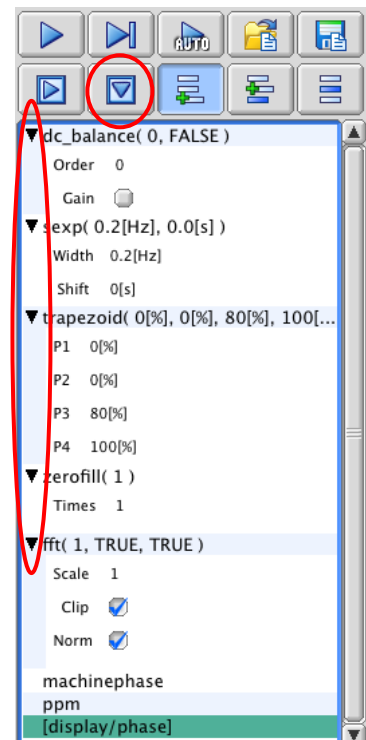 AUTO
dc_balance( 0, FALSE )
Order 0
Gain
sexp( 0.2[Hz], 0.0[s] )
Width 0.2[Hz]
Shift 0[s]
trapezoid( 0[%], 0[%], 80[%], 100[...
P1 0[%]
P2 0[%]
P3 80[%]
P4 100[%]
zerofill( 1 )
Times 1
fft( 1, TRUE, TRUE )
Scale 1
Clip
Norm
machinephase
ppm
[display/phase]